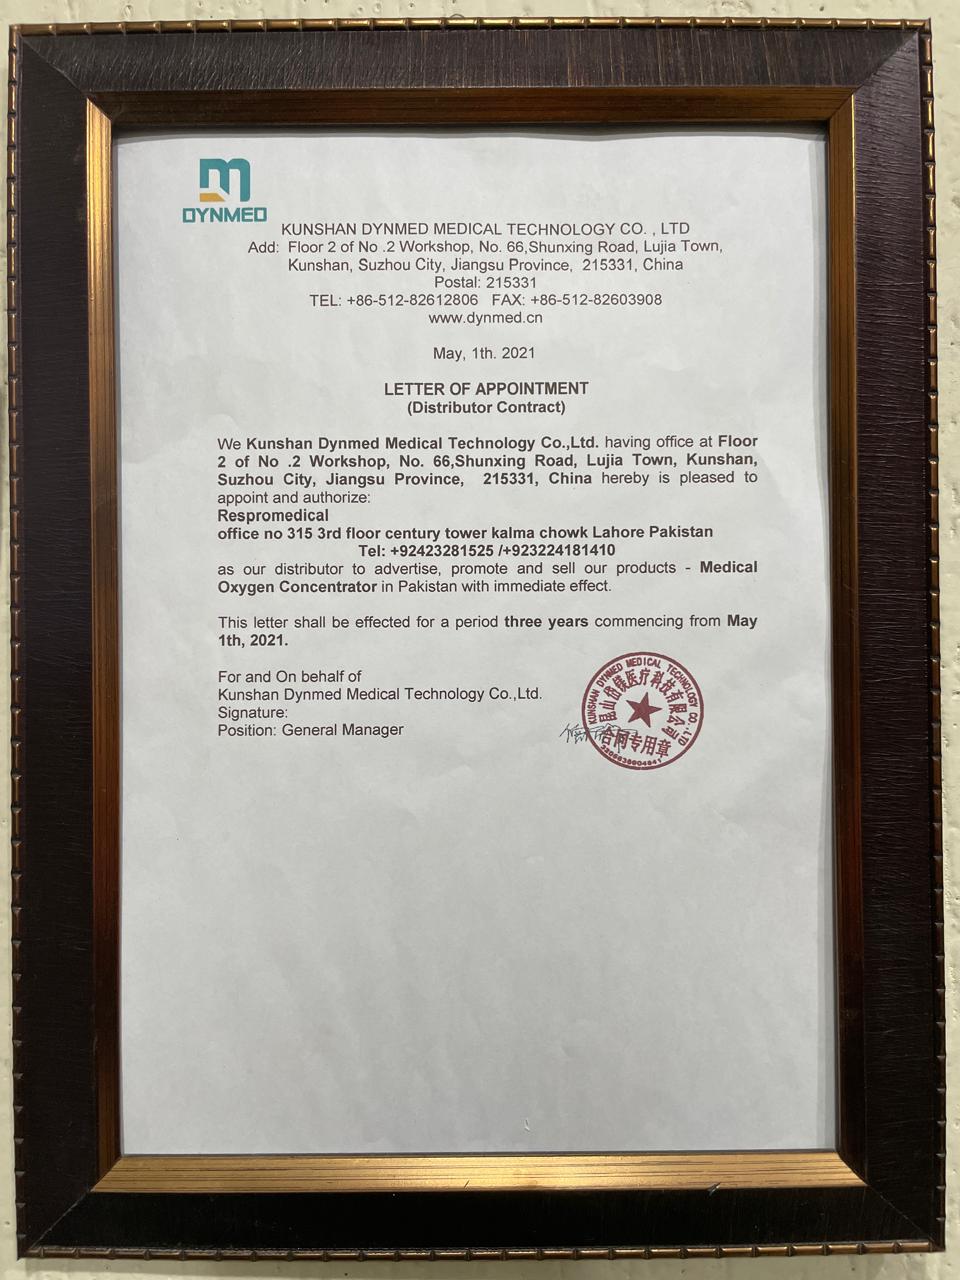 DYNMED
KUNSHAN DYNMED MEDICAL TECHNOLOGY CO. , LTD
Add: Floor 2 of No .2 Workshop, No. 66,Shunxing Road, Lujia Town,
Kunshan, Suzhou City, Jiangsu Province, 215331, China
Postal: 215331
TEL: +86-512-82612806 FAX: +86-512-82603908
www.dynmed.cn
May, 1th. 2021
LETTER OF APPOINTMENT
(Distributor Contract)
We Kunshan Dynmed Medical Technology Co.,Ltd. having office at Floor
2 of No .2 Workshop, No. 66,Shunxing Road, Lujia Town, Kunshan,
Suzhou City, Jiangsu Province, 215331, China hereby is pleased to
appoint and authorize:
Respromedical
office no 315 3rd floor century tower kalma chowk Lahore Pakistan
Tel: +92423281525 /+923224181410
as our distributor to advertise, promote and sell our products - Medical
Oxygen Concentrator in Pakistan with immediate effect.
This letter shall be effected for a period three years commencing from May
1th, 2021.
For and On behalf of
Kunshan Dynmed Medical Technology Co.,Ltd.
Signature:
Position: General Manager
KUNSHAN DYNMED MEDICAL TECHNOLOGY CO.,LTD
医疗科技有限公司
合同专用章